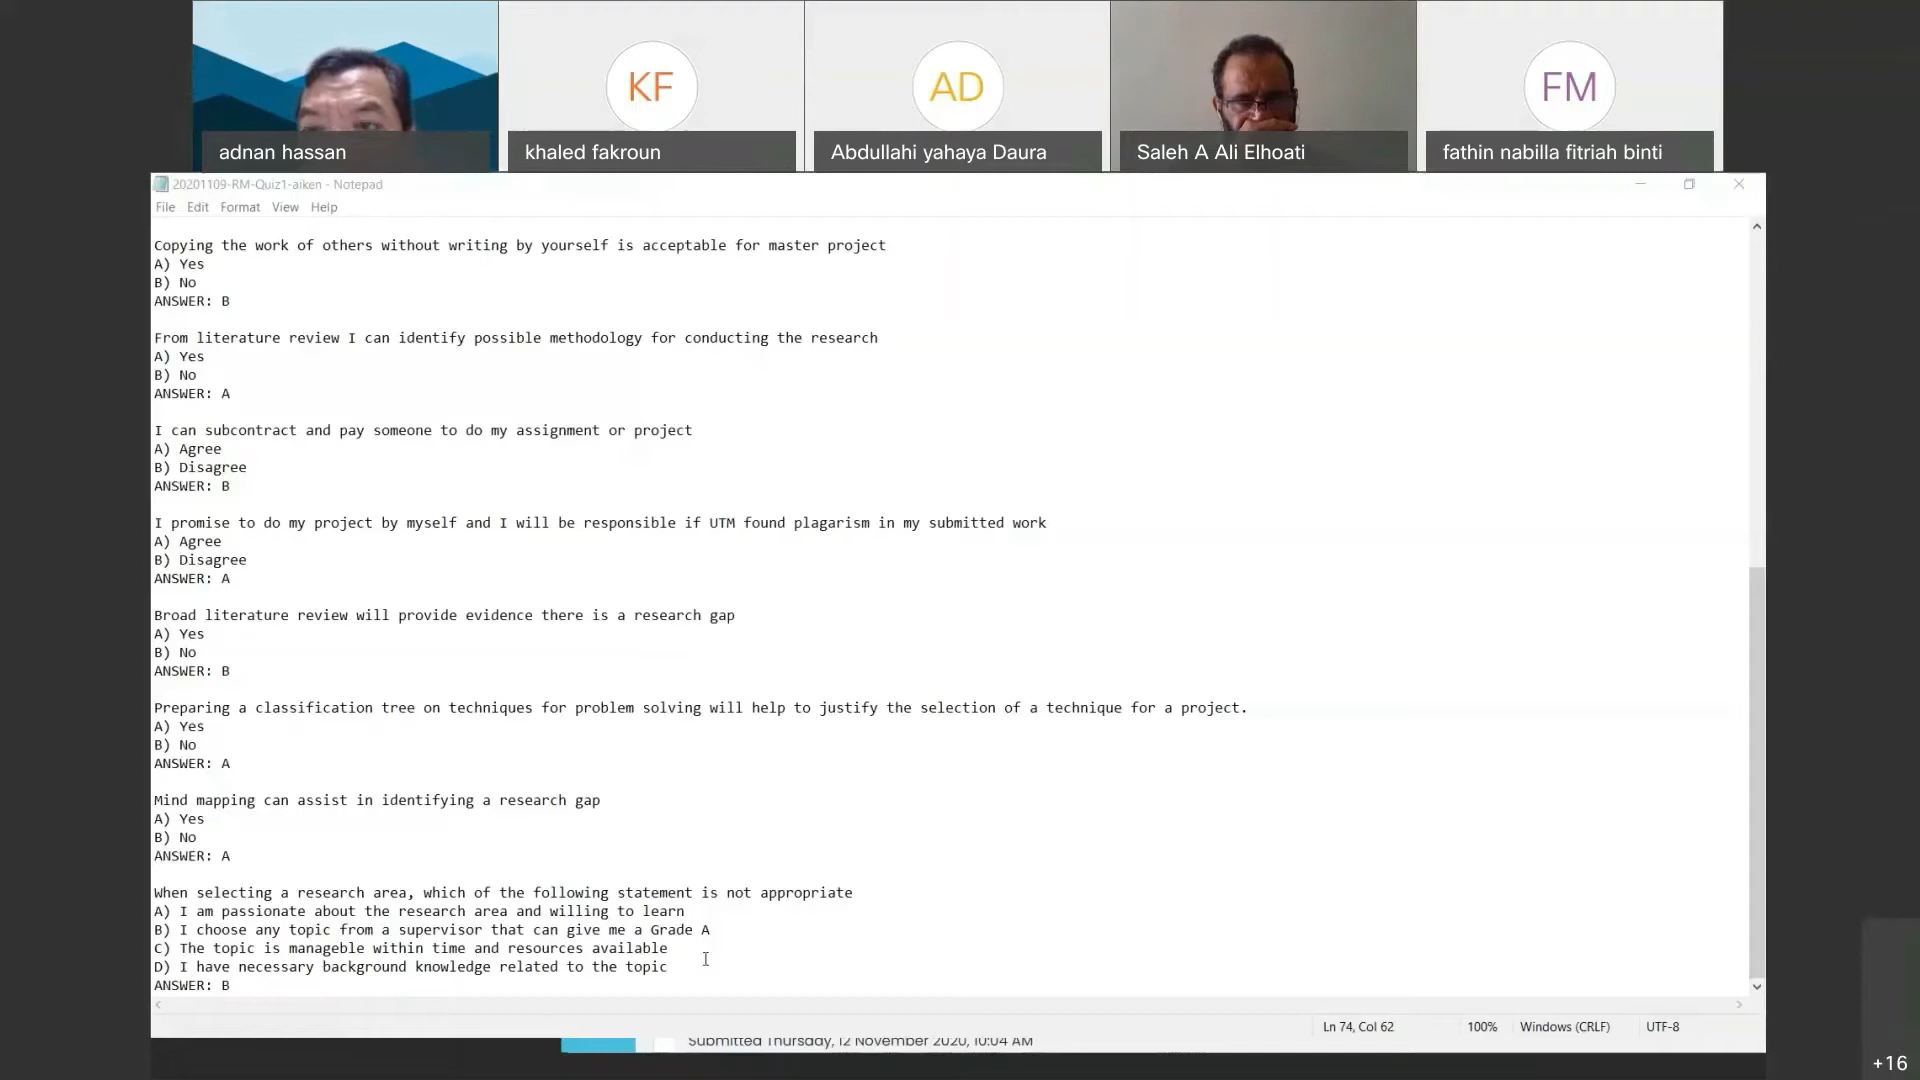 KF
AD
FM
adnan hassan
khaled fakroun
Abdullahi yahaya Daura
Saleh A Ali Elhoati
fathin nabilla fitriah binti
20201109-RM-Quiz1-aiken - Notepad
File Edit Format View Help
Copying the work of others without writing by yourself is acceptable for master project
A) Yes
B) No
ANSWER: B
From literature review I can identify possible methodology for conducting the research
A) Yes
B) No
ANSWER: A
I can subcontract and pay someone to do my assignment or project
A) Agree
B) Disagree
ANSWER: B
I promise to do my project by myself and I will be responsible if UTM found plagarism in my submitted work
A) Agree
B) Disagree
ANSWER: A
Broad literature review will provide evidence there is a research gap
A) Yes
B) No
ANSWER: B
Preparing a classification tree on techniques for problem solving will help to justify the selection of a technique for a project.
A) Yes
B) No
ANSWER: A
Mind mapping can assist in identifying a research gap
A) Yes
B) No
ANSWER: A
When selecting a research area, which of the following statement is not appropriate
A) I am passionate about the research area and willing to learn
B) I choose any topic from a supervisor that can give me a Grade A
C) The topic is manageble within time and resources available
D) I have necessary background knowledge related to the topic
ANSWER: B
Ln 74, Col 62 100% Windows (CRLF) UTF-8
Submitted Thursday, 12 November 2020, 10:04 AM
+16